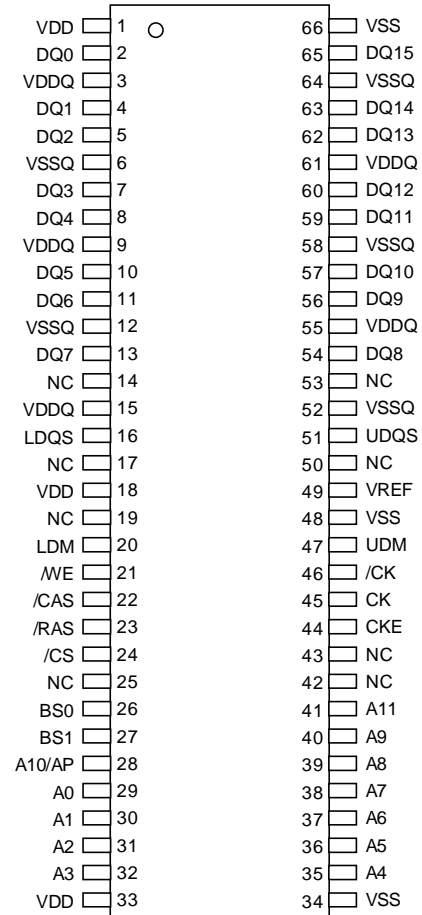 VDD 1 66 VSS
DQ0 2 65 DQ15
VDDQ 3 64 VSSQ
DQ1 4 63 DQ14
DQ2 5 62 DQ13
VSSQ 6 61 VDDQ
DQ3 7 60 DQ12
DQ4 8 59 DQ11
VDDQ 9 58 VSSQ
DQ5 10 57 DQ10
DQ6 11 56 DQ9
VSSQ 12 55 VDDQ
DQ7 13 54 DQ8
NC 14 53 NC
VDDQ 15 52 VSSQ
LDQS 16 51 UDQS
NC 17 50 NC
VDD 18 49 VREF
NC 19 48 VSS
LDM 20 47 UDM
/WE 21 46 /CK
/CAS 22 45 CK
/RAS 23 44 CKE
/CS 24 43 NC
NC 25 42 NC
BS0 26 41 A11
BS1 27 40 A9
A10/AP 28 39 A8
A0 29 38 A7
A1 30 37 A6
A2 31 36 A5
A3 32 35 A4
VDD 33 34 VSS